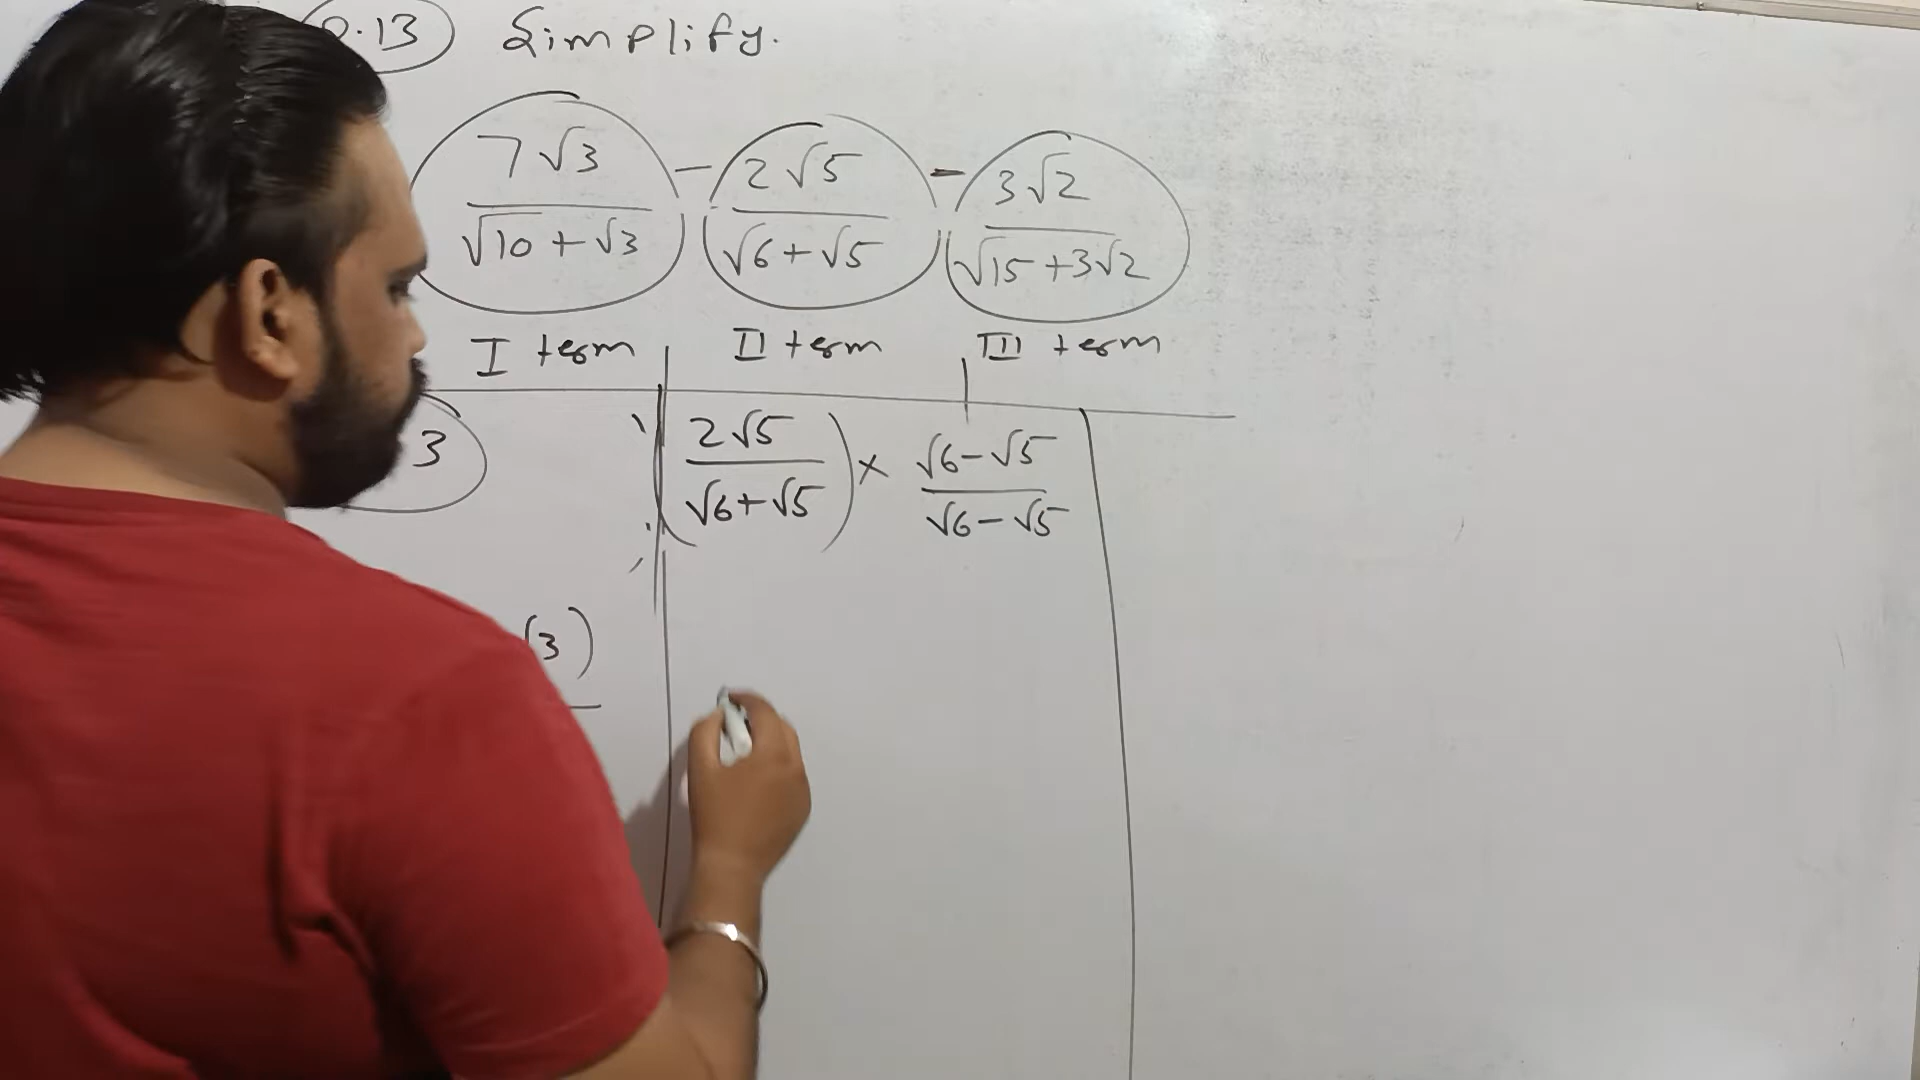 Q.13 Simplify.
7√3 / √10 + √3 - 2√5 / √6 + √5 - 3√2 / √15 + 3√2
I term II term III term
3
2√5 / √6 + √5 × √6 - √5 / √6 - √5
√3)